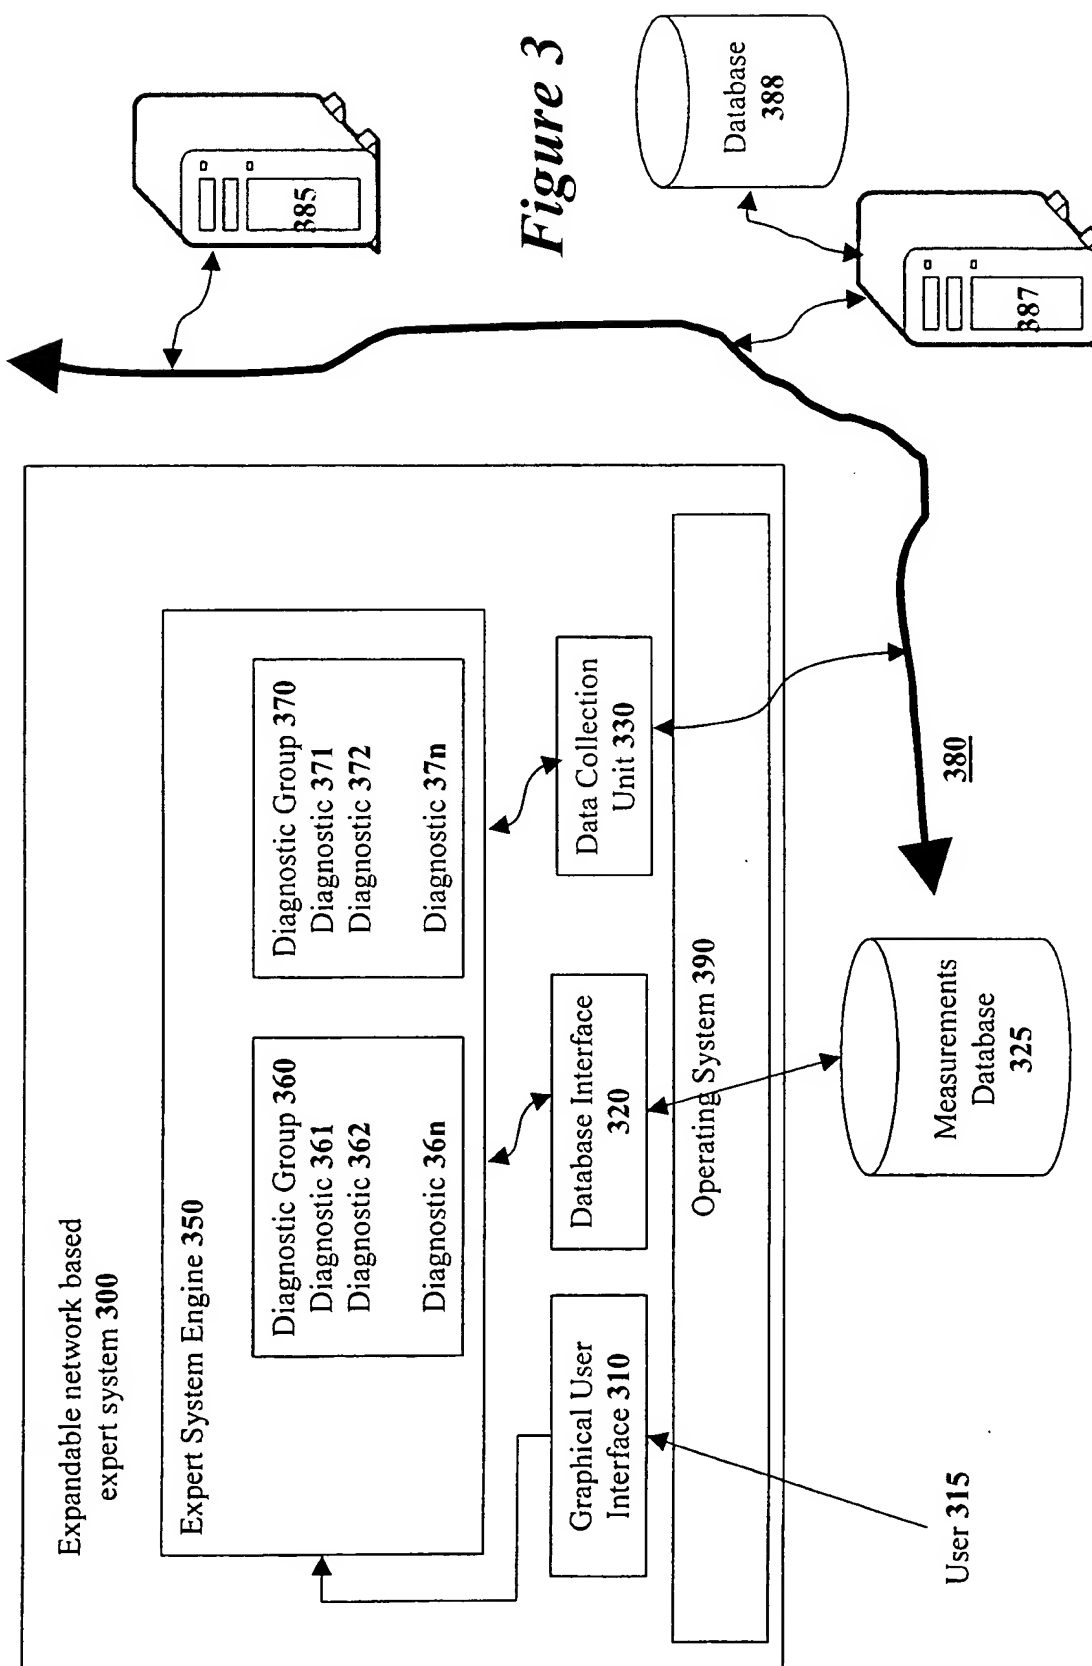 Expandable network based
expert system 300
Expert System Engine 350
Diagnostic Group 360
Diagnostic 361
Diagnostic 362
Diagnostic 36n
Diagnostic Group 370
Diagnostic 371
Diagnostic 372
Diagnostic 37n
Graphical User
Interface 310
Database Interface
320
Data Collection
Unit 330
Operating System 390
User 315
Measurements
Database
325
380
385
Figure 3
387
Database
388